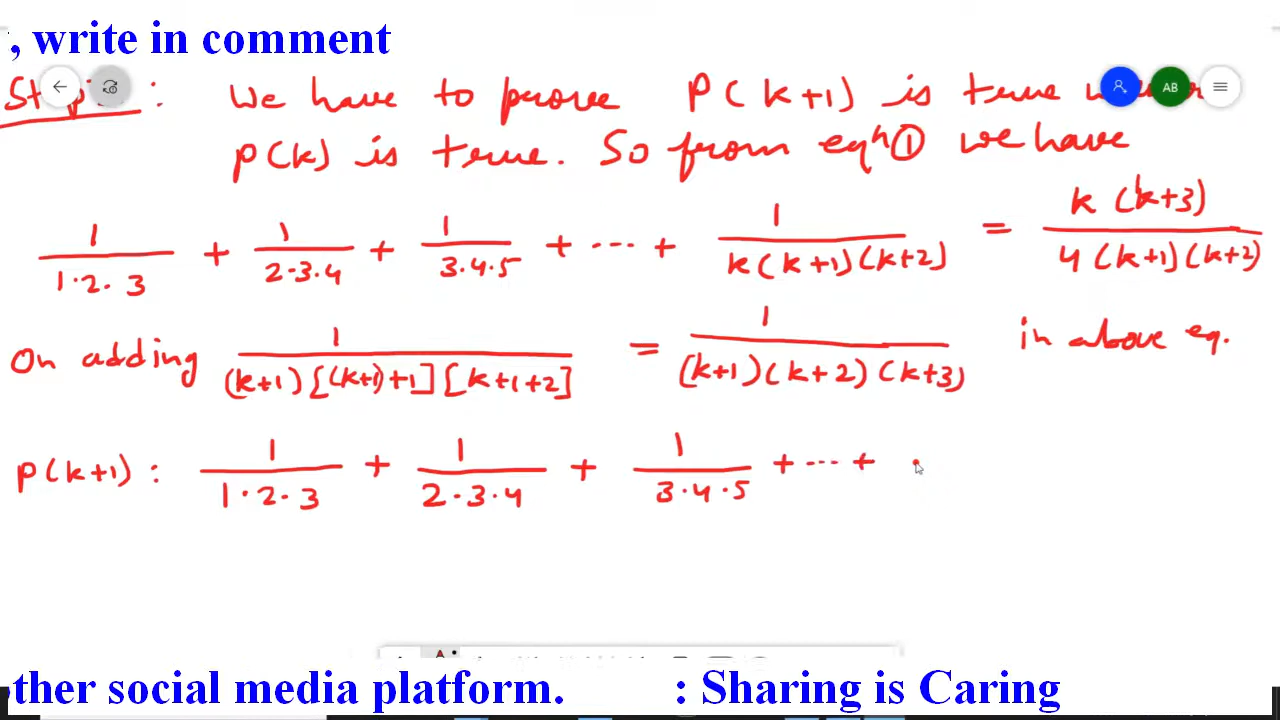 , write in comment
Step : We have to prove P(k+1) is true
P(k) is true. So from eqⁿ ① we have
1/(1·2·3) + 1/(2·3·4) + 1/(3·4·5) + ··· + 1/(k(k+1)(k+2)) = k(k+3)/(4(k+1)(k+2))
On adding 1/((k+1)[(k+1)+1][k+1+2]) = 1/((k+1)(k+2)(k+3)) in above eq.
P(k+1) : 1/(1·2·3) + 1/(2·3·4) + 1/(3·4·5) + ··· +
AB
ther social media platform. : Sharing is Caring